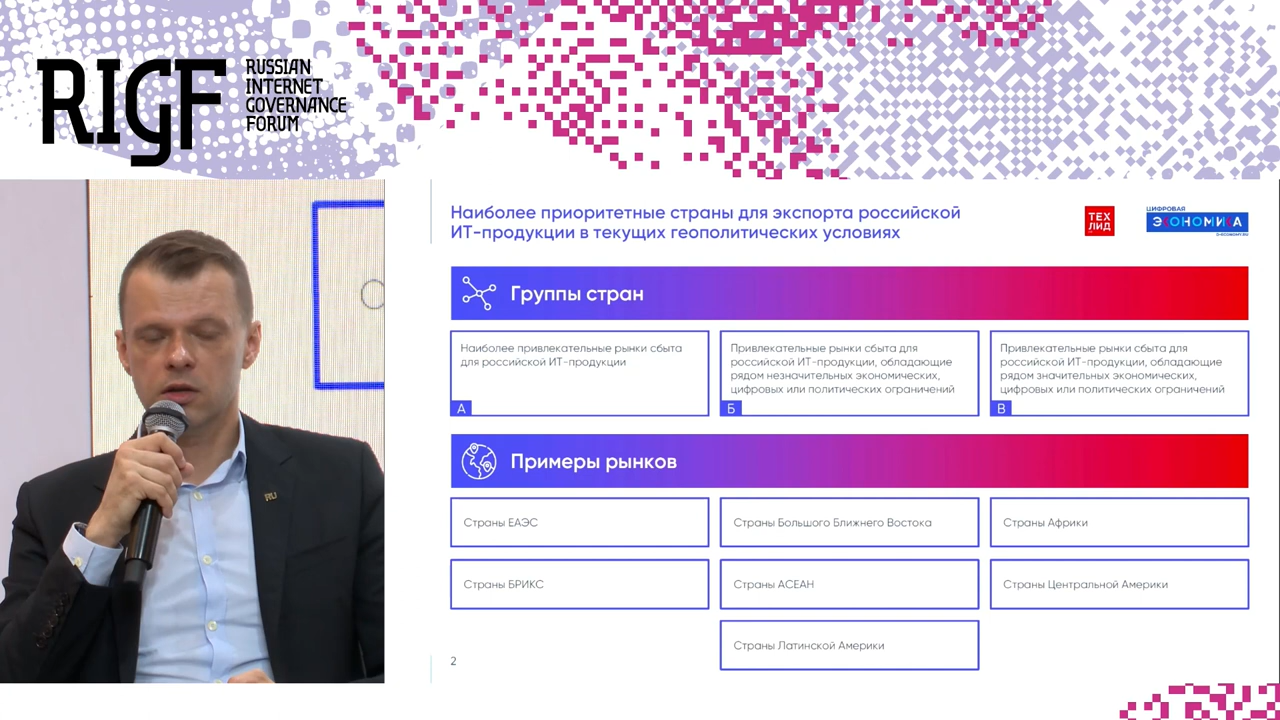 RIGF
RUSSIAN
INTERNET
GOVERNANCE
FORUM
Наиболее приоритетные страны для экспорта российской
ИТ-продукции в текущих геополитических условиях
ТЕХ
ЛИД
ЦИФРОВАЯ
ЭКОНОМИКА
D-ECONOMY.RU
Группы стран
Наиболее привлекательные рынки сбыта
для российской ИТ-продукции
А
Привлекательные рынки сбыта для
российской ИТ-продукции, обладающие
рядом незначительных экономических,
цифровых или политических ограничений
Б
Привлекательные рынки сбыта для
российской ИТ-продукции, обладающие
рядом значительных экономических,
цифровых или политических ограничений
В
Примеры рынков
Страны ЕАЭС
Страны Большого Ближнего Востока
Страны Африки
Страны БРИКС
Страны АСЕАН
Страны Центральной Америки
Страны Латинской Америки
2
RU